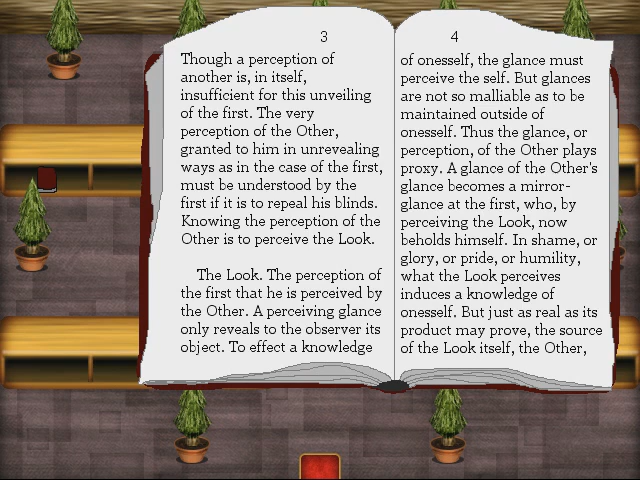 3
Though a perception of
another is, in itself,
insufficient for this unveiling
of the first. The very
perception of the Other,
granted to him in unrevealing
ways as in the case of the first,
must be understood by the
first if it is to repeal his blinds.
Knowing the perception of the
Other is to perceive the Look.
The Look. The perception of
the first that he is perceived by
the Other. A perceiving glance
only reveals to the observer its
object. To effect a knowledge
4
of onesself, the glance must
perceive the self. But glances
are not so malliable as to be
maintained outside of
onesself. Thus the glance, or
perception, of the Other plays
proxy. A glance of the Other's
glance becomes a mirror-
glance at the first, who, by
perceiving the Look, now
beholds himself. In shame, or
glory, or pride, or humility,
what the Look perceives
induces a knowledge of
onesself. But just as real as its
product may prove, the source
of the Look itself, the Other,